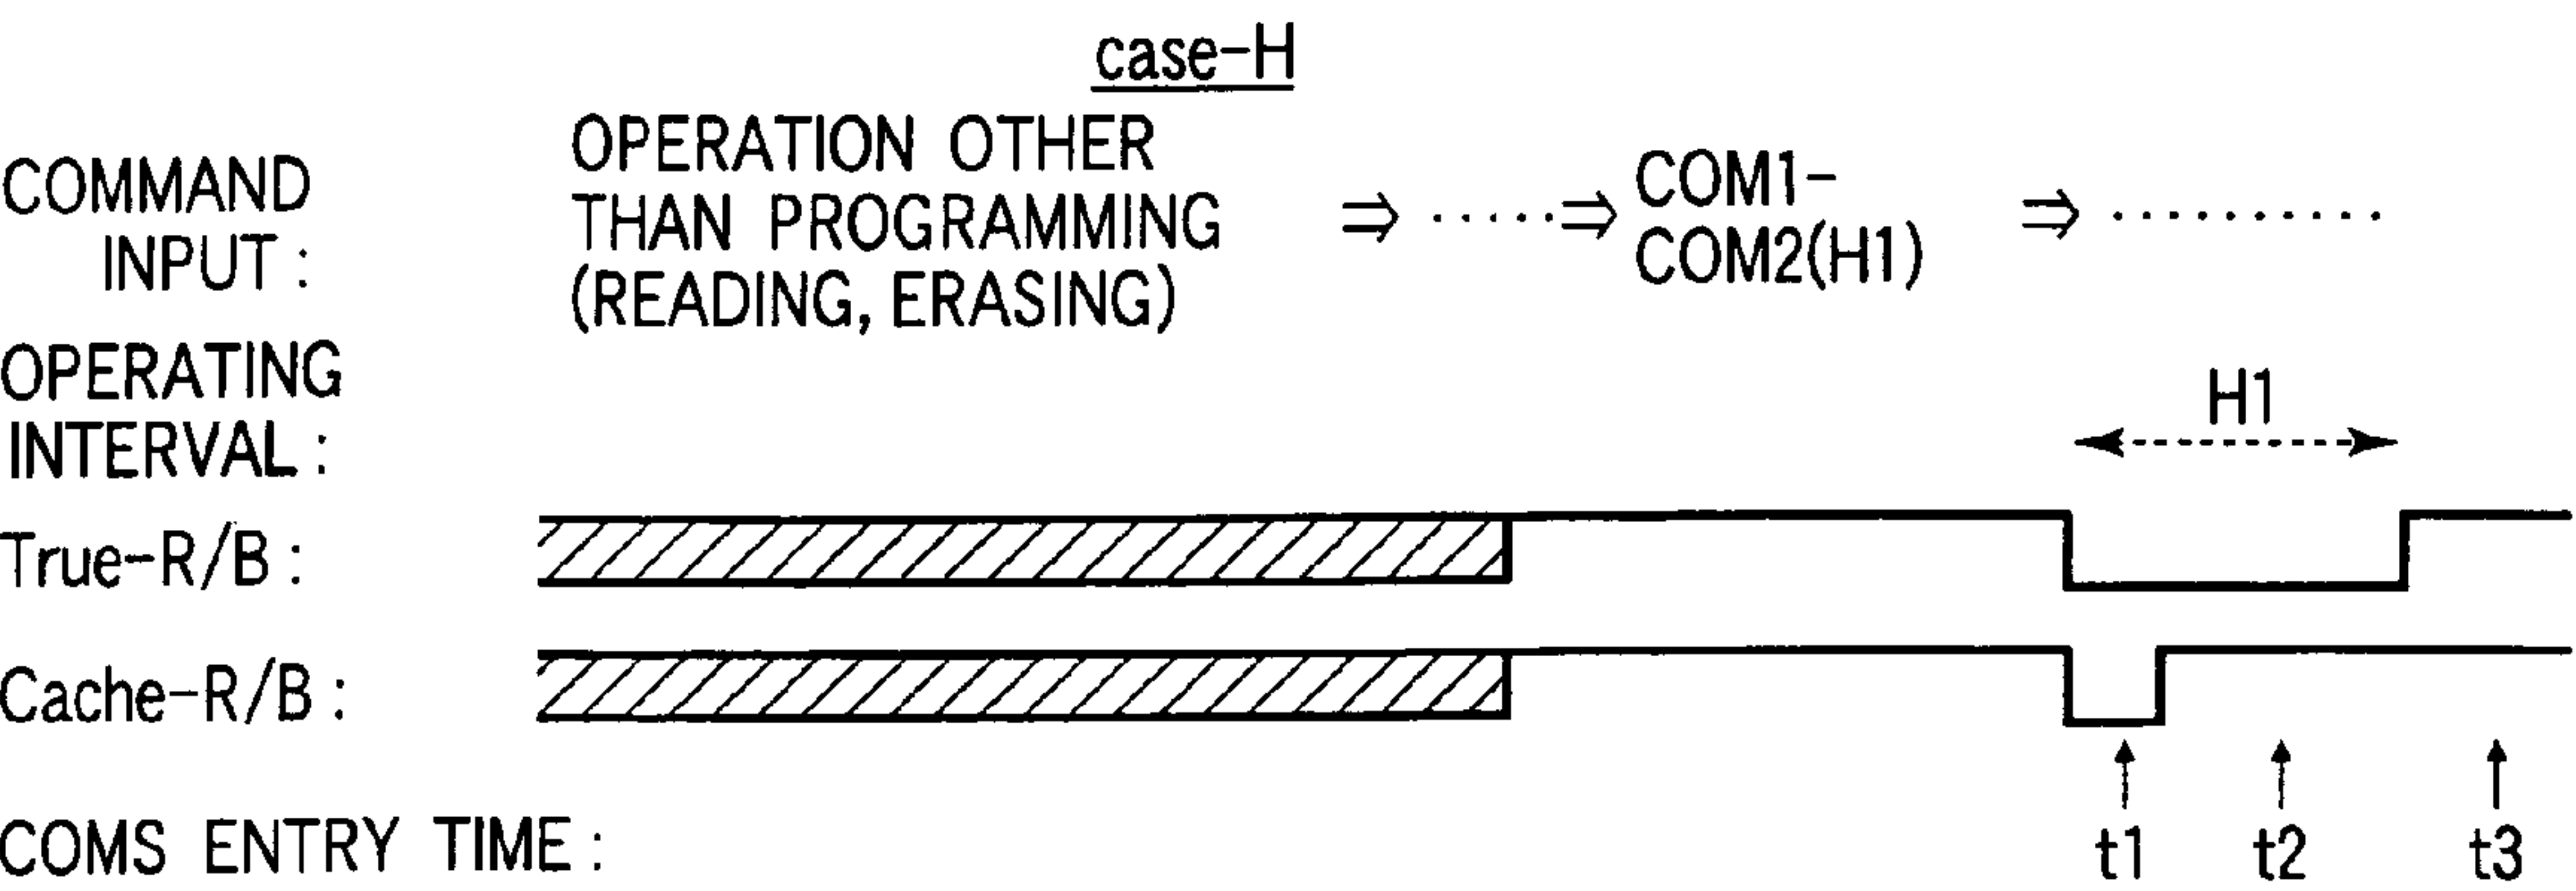 case-H
COMMAND INPUT :
OPERATION OTHER
THAN PROGRAMMING
(READING, ERASING)
⇒ ····· ⇒
COM1-
COM2(H1)
⇒ ··········
OPERATING
INTERVAL :
H1
True-R/B :
Cache-R/B :
COMS ENTRY TIME :
t1 t2 t3